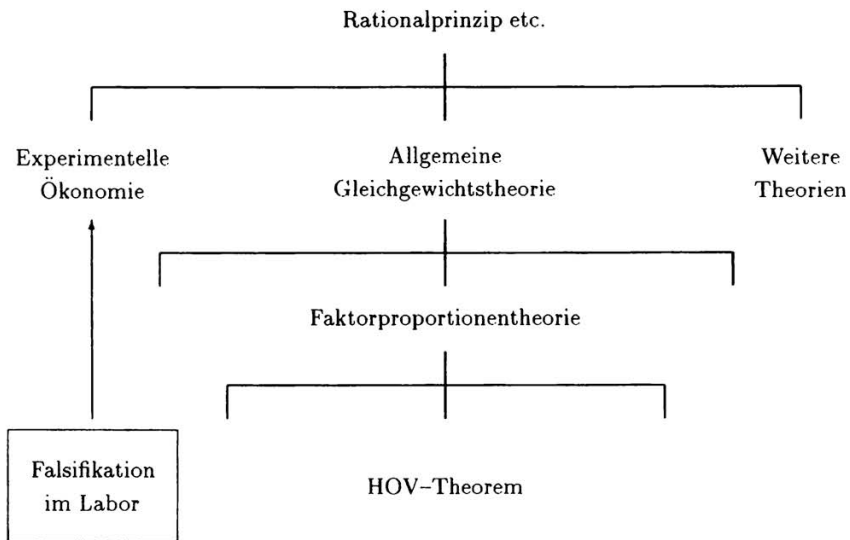 Rationalprinzip etc.
Experimentelle
Ökonomie
Allgemeine
Gleichgewichtstheorie
Weitere
Theorien
Faktorproportionentheorie
Falsifikation
im Labor
HOV–Theorem